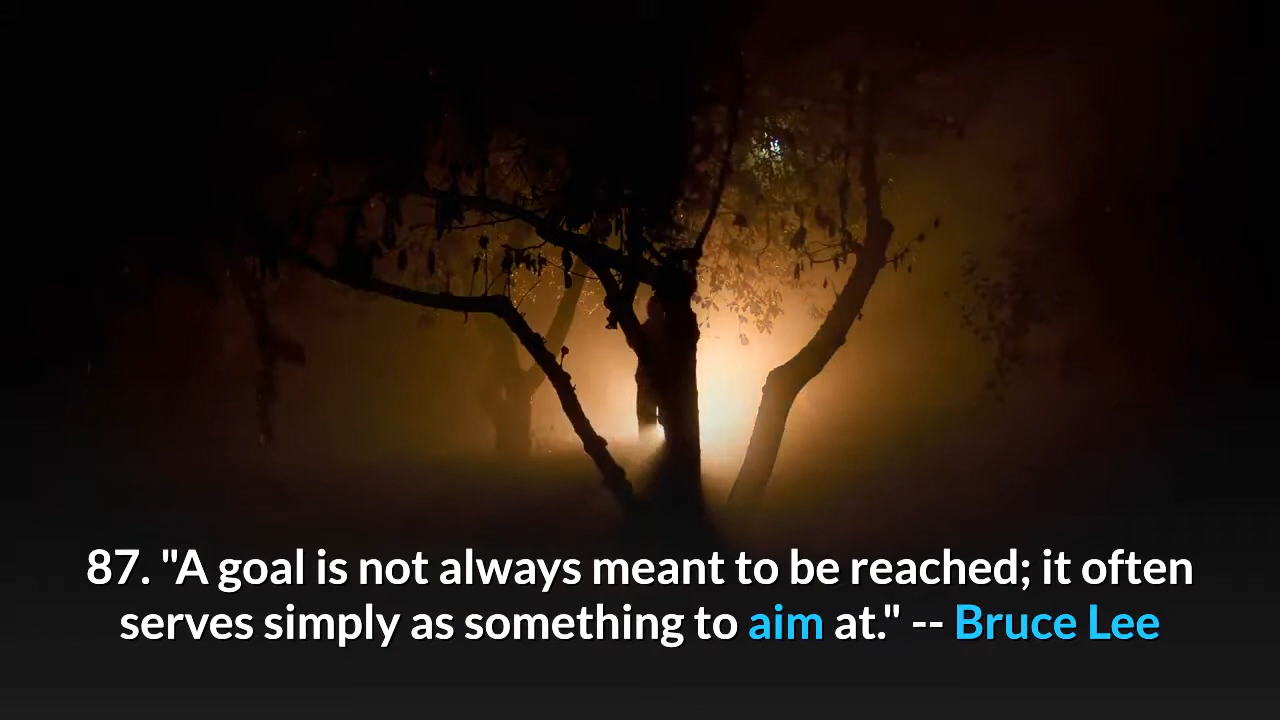 87. "A goal is not always meant to be reached; it often
serves simply as something to aim at." -- Bruce Lee